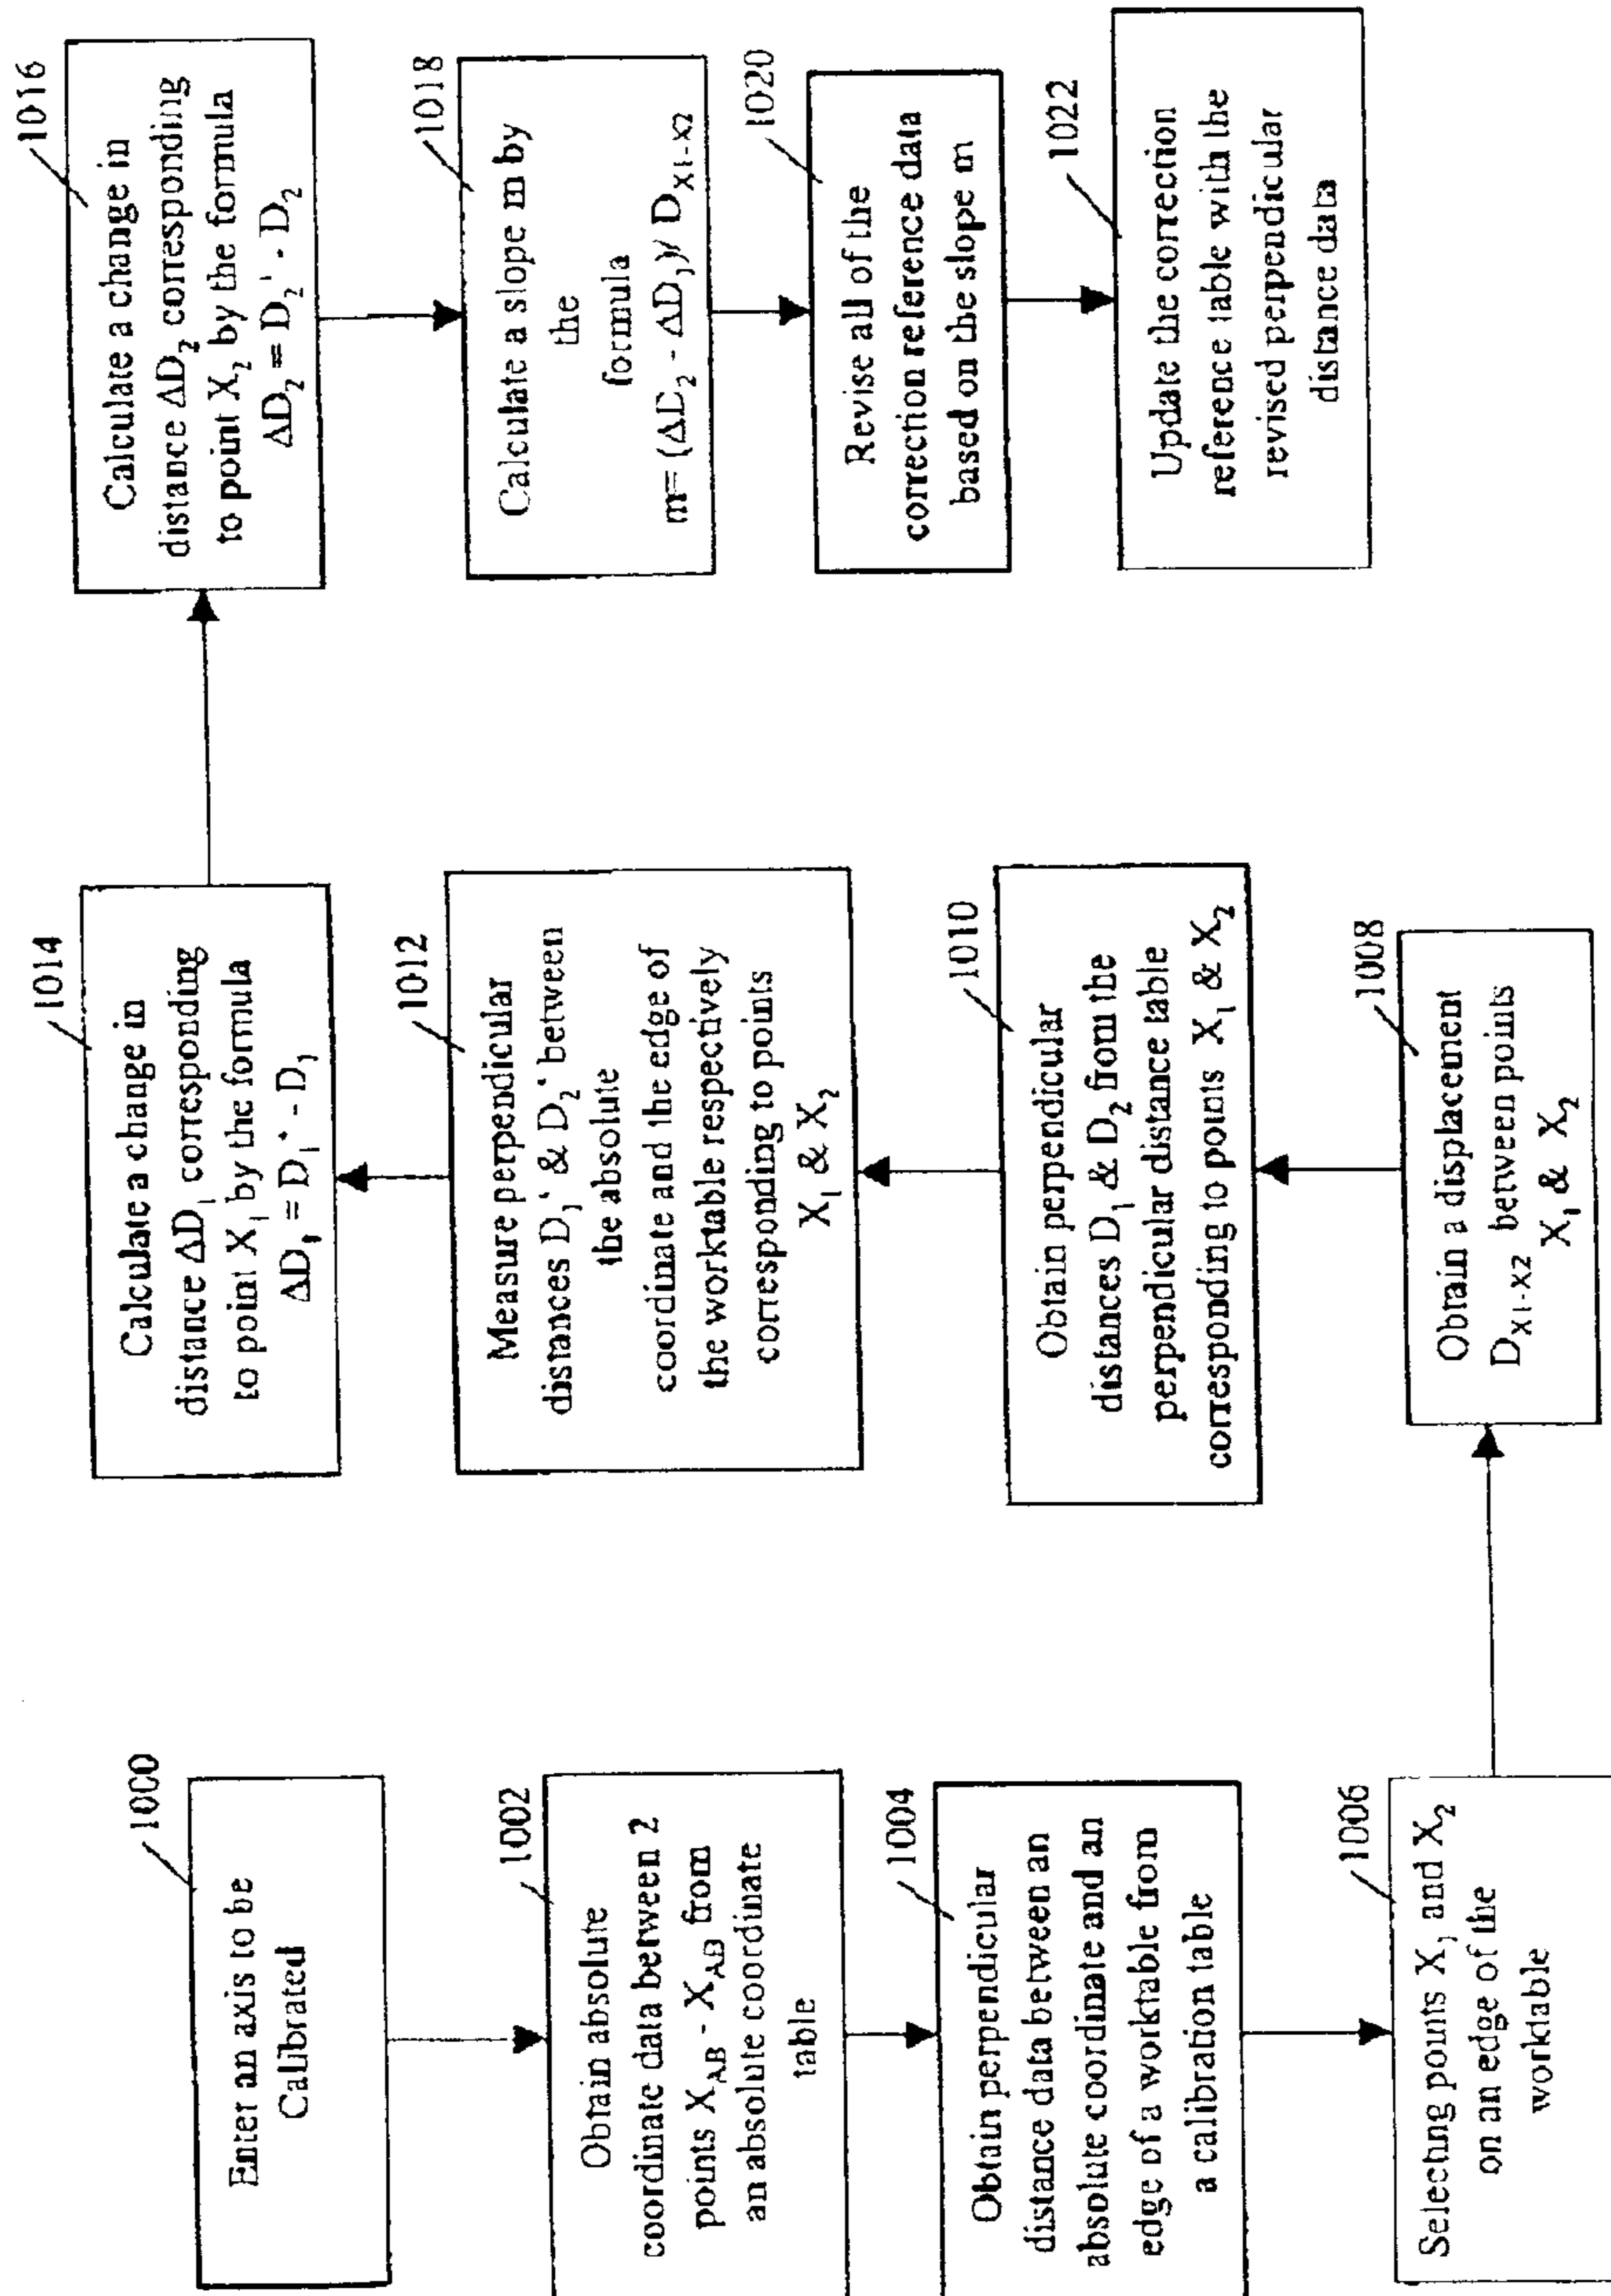 1000
Enter an axis to be
Calibrated
1002
Obtain absolute
coordinate data between 2
points X_AB - X_AB from
an absolute coordinate
table
1004
Obtain perpendicular
distance data between an
absolute coordinate and an
edge of a worktable from
a calibration table
1006
Selecting points X₁ and X₂
on an edge of the
worktable
1008
Obtain a displacement
D_X1-X2 between points
X₁ & X₂
1010
Obtain perpendicular
distances D₁ & D₂ from the
perpendicular distance table
corresponding to points X₁ & X₂
1012
Measure perpendicular
distances D₁' & D₂' between
the absolute
coordinate and the edge of
the worktable respectively
corresponding to points
X₁ & X₂
1014
Calculate a change in
distance ΔD₁ corresponding
to point X₁ by the formula
ΔD₁ = D₁' - D₁
1016
Calculate a change in
distance ΔD₂ corresponding
to point X₂ by the formula
ΔD₂ = D₂' - D₂
1018
Calculate a slope m by
the
formula
m= (ΔD₂ - ΔD₁)/ D_X1-X2
1020
Revise all of the
correction reference data
based on the slope m
1022
Update the correction
reference table with the
revised perpendicular
distance data